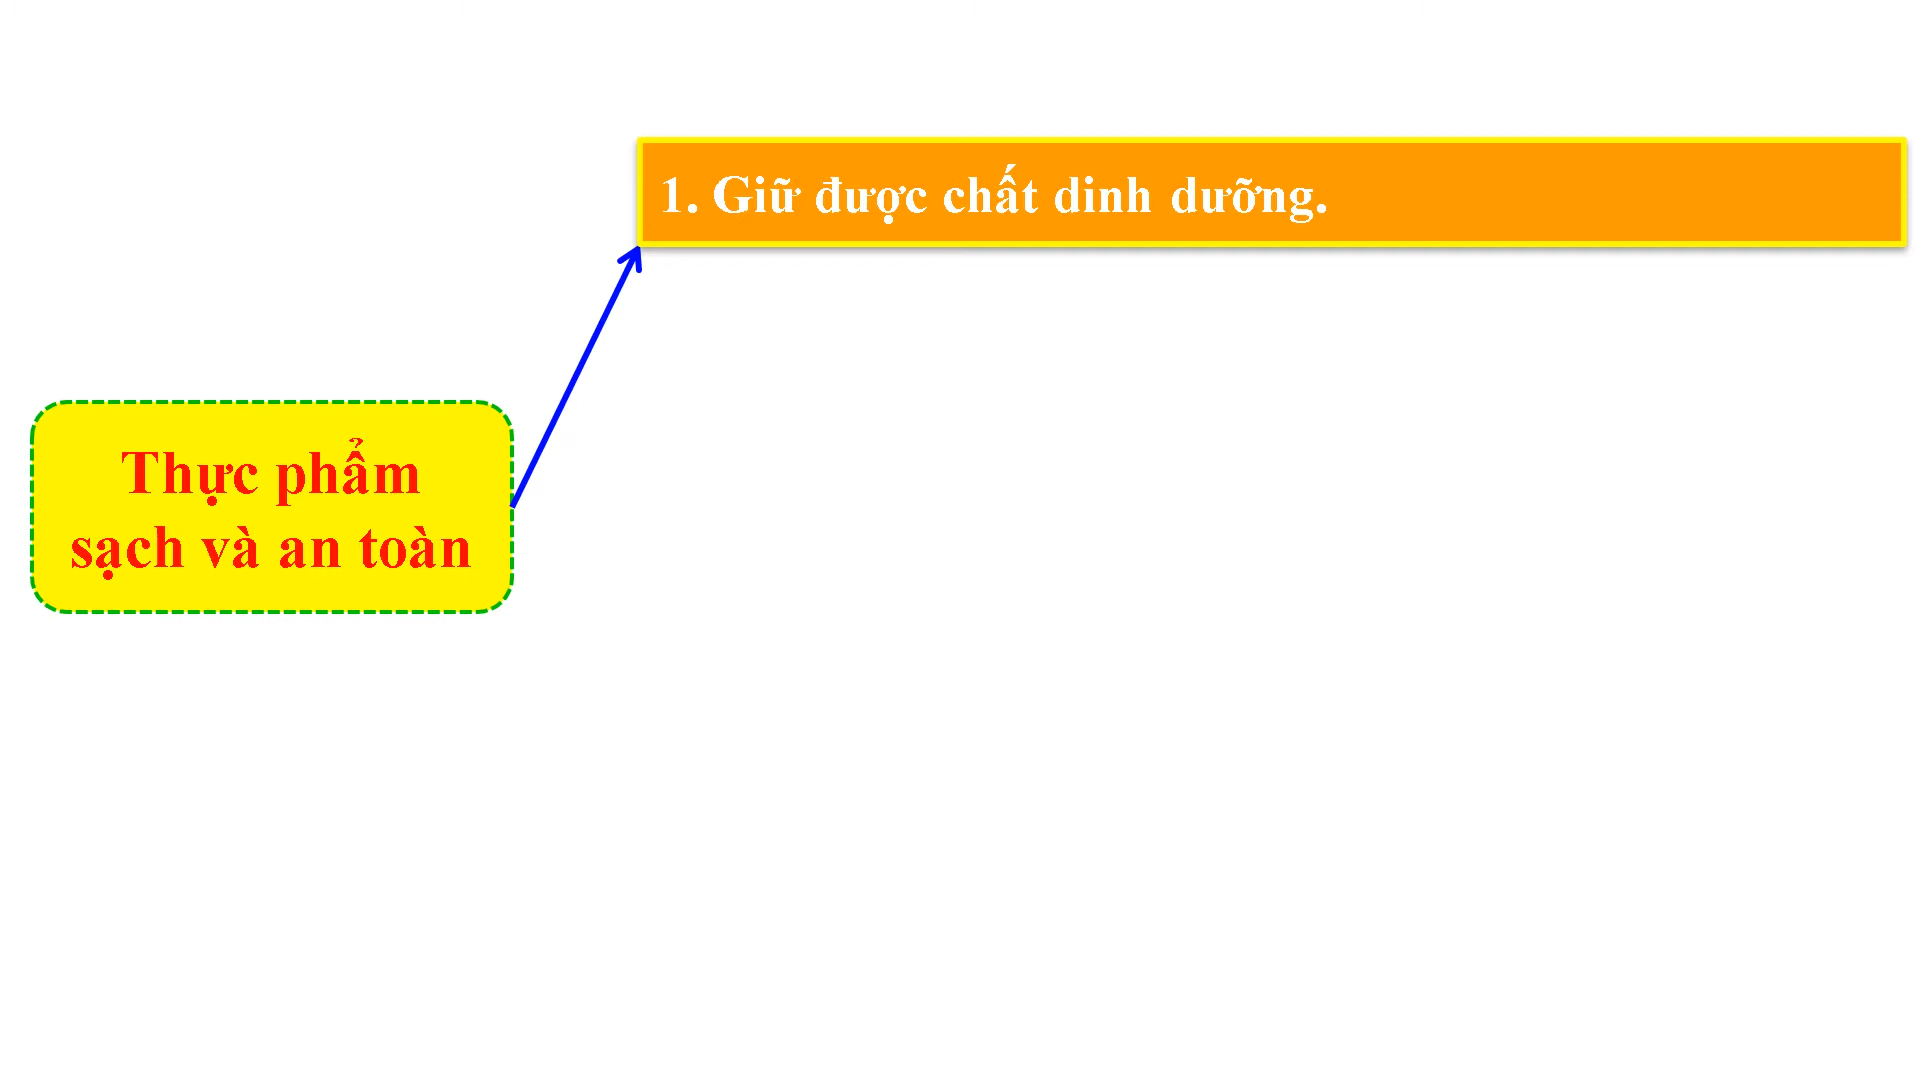 1. Giữ được chất dinh dưỡng.
Thực phẩm
sạch và an toàn